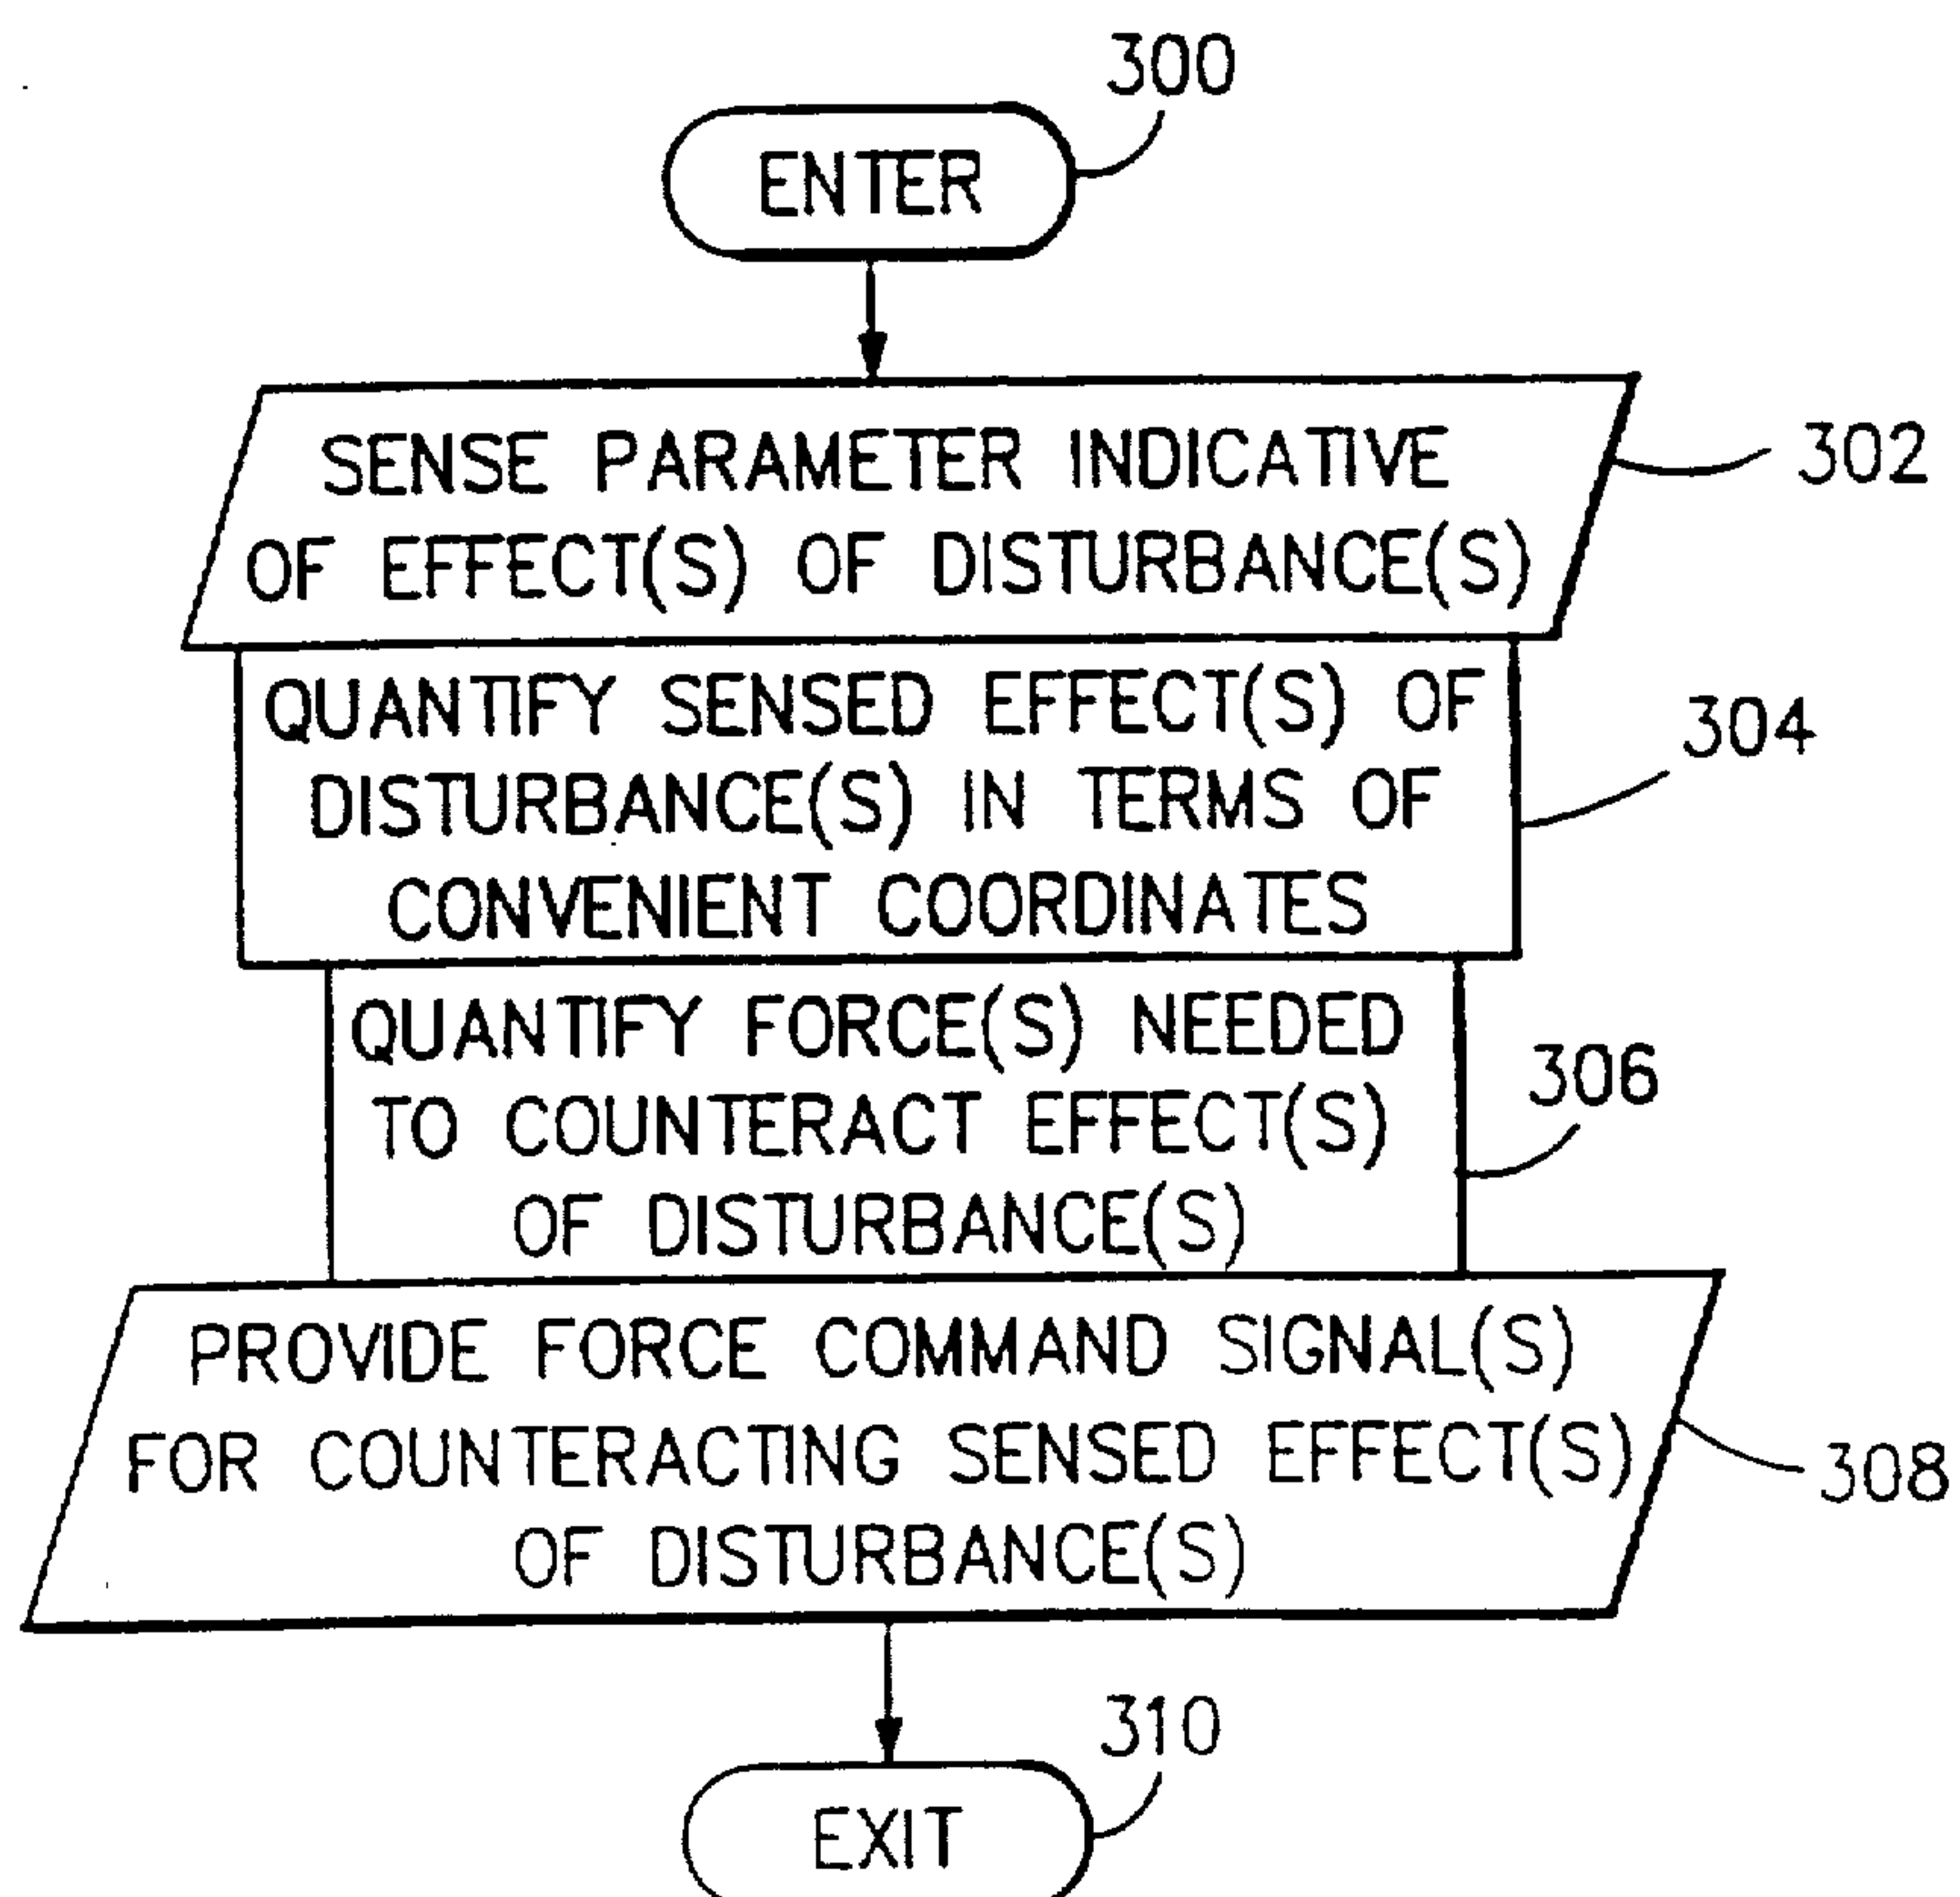 300
ENTER
SENSE PARAMETER INDICATIVE
OF EFFECT(S) OF DISTURBANCE(S)
302
QUANTIFY SENSED EFFECT(S) OF
DISTURBANCE(S) IN TERMS OF
CONVENIENT COORDINATES
304
QUANTIFY FORCE(S) NEEDED
TO COUNTERACT EFFECT(S)
OF DISTURBANCE(S)
306
PROVIDE FORCE COMMAND SIGNAL(S)
FOR COUNTERACTING SENSED EFFECT(S)
OF DISTURBANCE(S)
308
310
EXIT